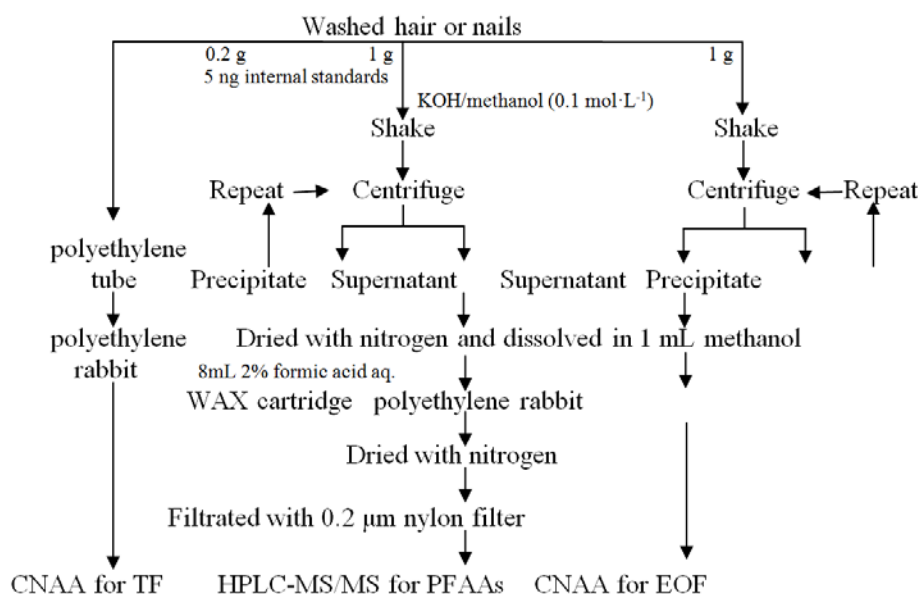 Washed hair or nails
0.2 g 1 g 1 g
5 ng internal standards
KOH/methanol (0.1 mol·L⁻¹)
Shake Shake
Repeat Centrifuge Centrifuge Repeat
polyethylene
tube Precipitate Supernatant Supernatant Precipitate
polyethylene Dried with nitrogen and dissolved in 1 mL methanol
rabbit
8mL 2% formic acid aq.
WAX cartridge polyethylene rabbit
Dried with nitrogen
Filtrated with 0.2 μm nylon filter
CNAA for TF HPLC-MS/MS for PFAAs CNAA for EOF